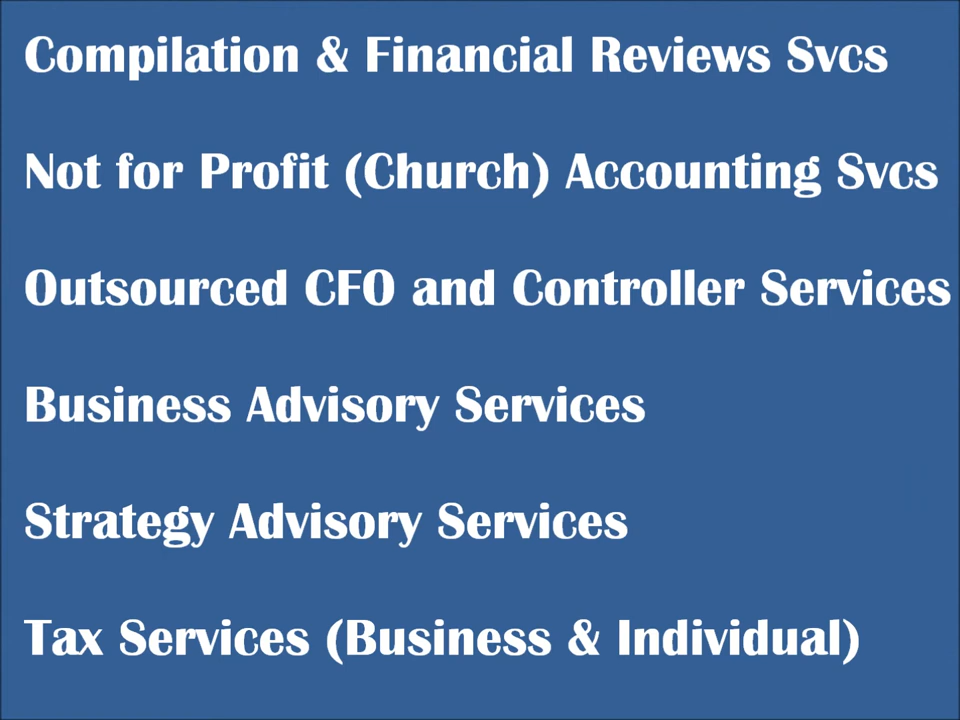 Compilation & Financial Reviews Svcs
Not for Profit (Church) Accounting Svcs
Outsourced CFO and Controller Services
Business Advisory Services
Strategy Advisory Services
Tax Services (Business & Individual)